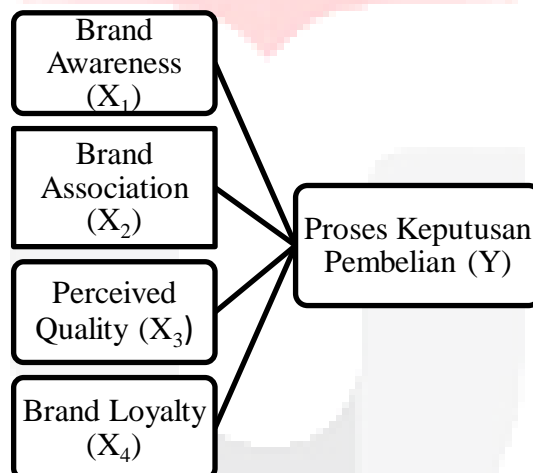 Brand
Awareness
(X₁)
Brand
Association
(X₂)
Perceived
Quality (X₃)
Brand Loyalty
(X₄)
Proses Keputusan
Pembelian (Y)